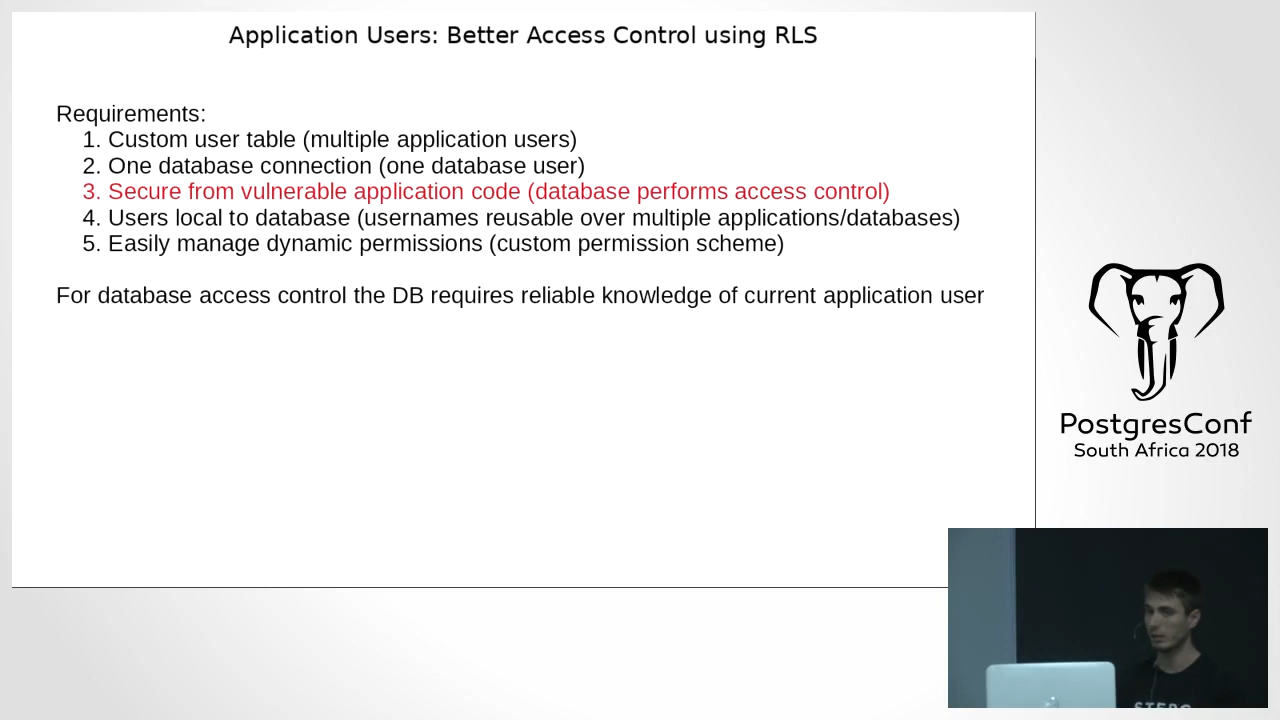 Application Users: Better Access Control using RLS
Requirements:
1. Custom user table (multiple application users)
2. One database connection (one database user)
3. Secure from vulnerable application code (database performs access control)
4. Users local to database (usernames reusable over multiple applications/databases)
5. Easily manage dynamic permissions (custom permission scheme)
For database access control the DB requires reliable knowledge of current application user
PostgresConf
South Africa 2018